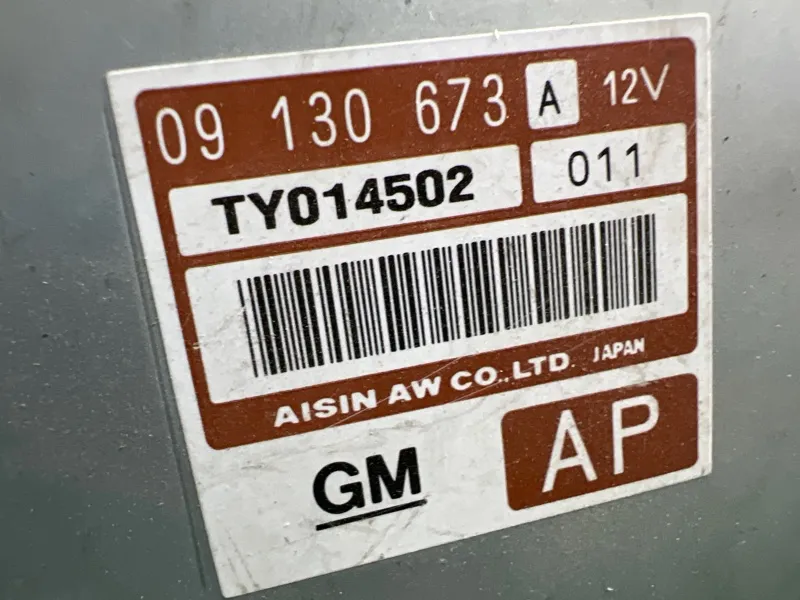 09 130 673 A 12V
TY014502 011
AISIN AW CO.,LTD. JAPAN
GM AP